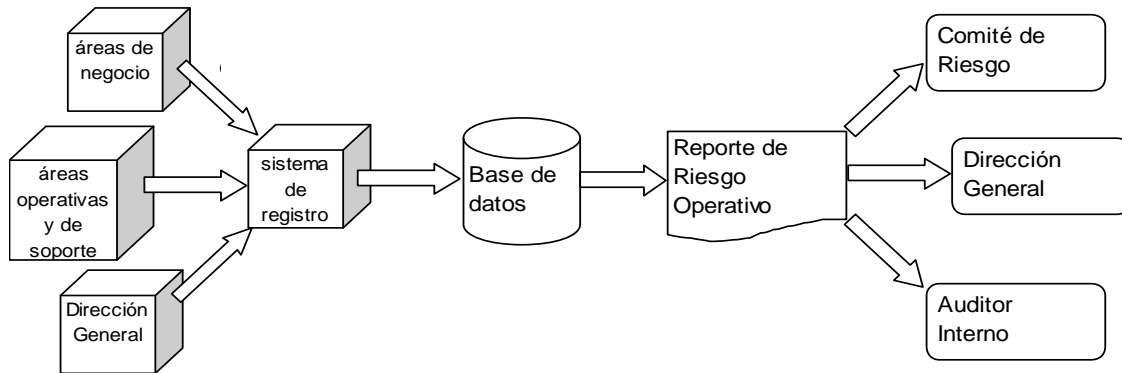 áreas de
negocio
áreas
operativas
y de
soporte
Dirección
General
sistema
de
registro
Base de
datos
Reporte de
Riesgo
Operativo
Comité de
Riesgo
Dirección
General
Auditor
Interno